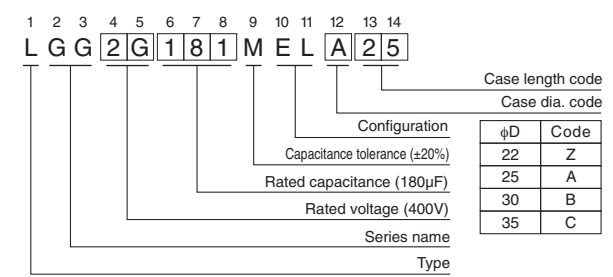 1 2 3 4 5 6 7 8 9 10 11 12 13 14
L G G 2 G 1 8 1 M E L A 2 5
Case length code
Case dia. code
Configuration
Capacitance tolerance (±20%)
Rated capacitance (180µF)
Rated voltage (400V)
Series name
Type
ϕD Code
22 Z
25 A
30 B
35 C